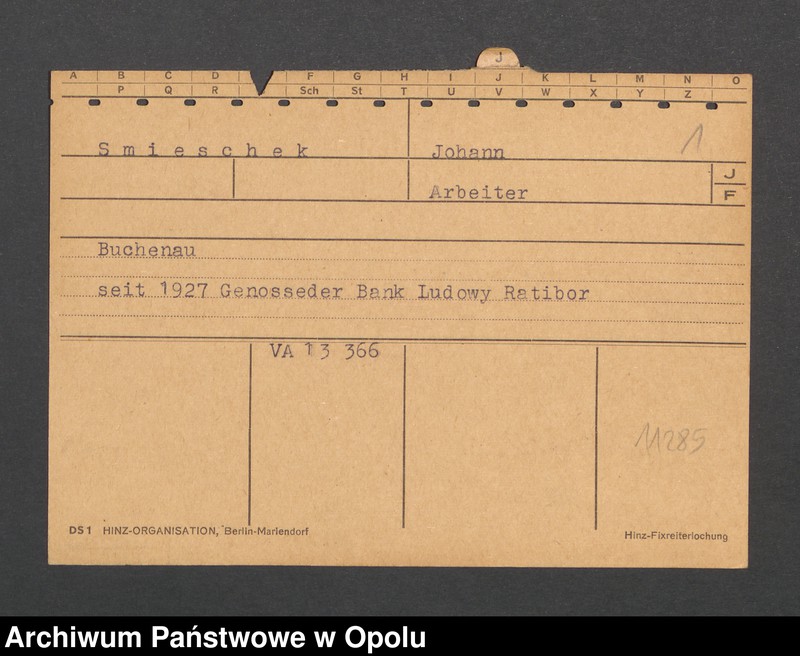 J
A B C D F G H I J K L M N O
P Q R Sch St T U V W X Y Z
S m i e s c h e k Johann 1
J
Arbeiter F
Buchenau
seit 1927 Genosseder Bank Ludowy Ratibor
VA 13 366
11285
DS1 HINZ-ORGANISATION, Berlin-Mariendorf Hinz-Fixreiterlochung
Archiwum Państwowe w Opolu